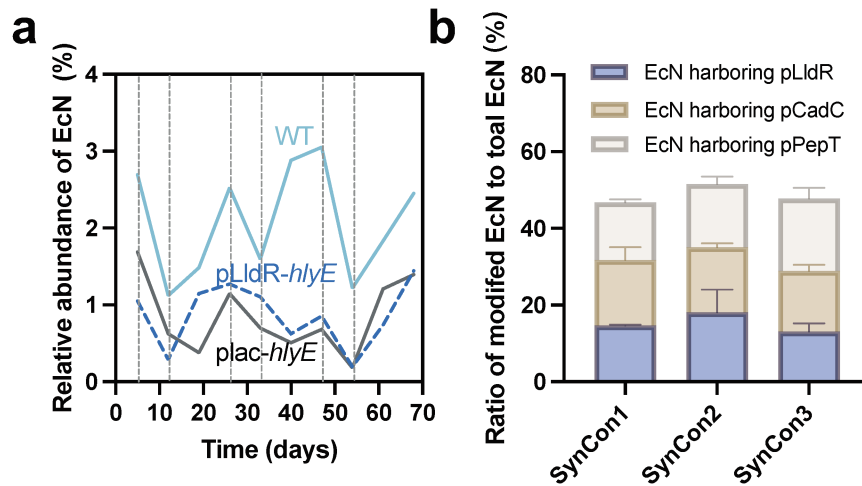 a
Relative abundance of EcN (%)
4
3
2
1
0
0 10 20 30 40 50 60 70
Time (days)
WT
pLldR-hlyE
plac-hlyE
b
Ratio of modifed EcN to toal EcN (%)
80
60
40
20
0
EcN harboring pLldR
EcN harboring pCadC
EcN harboring pPepT
SynCon1
SynCon2
SynCon3